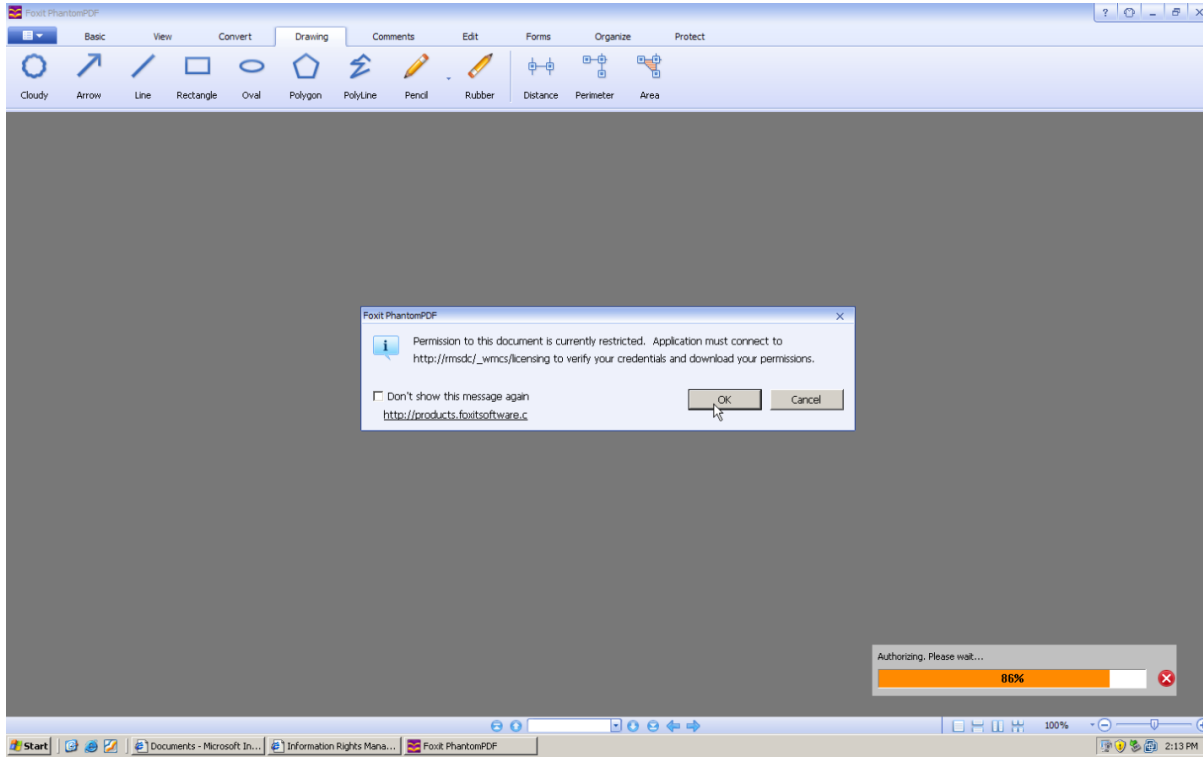 Foxit PhantomPDF
?
Basic View Convert Drawing Comments Edit Forms Organize Protect
Cloudy Arrow Line Rectangle Oval Polygon PolyLine Pencil Rubber Distance Perimeter Area
Foxit PhantomPDF
Permission to this document is currently restricted. Application must connect to
http://rmsdc/_wmcs/licensing to verify your credentials and download your permissions.
Don't show this message again
OK Cancel
http://products.foxitsoftware.c
Authorizing. Please wait...
86%
100%
Start Documents - Microsoft In... Information Rights Mana... Foxit PhantomPDF 2:13 PM